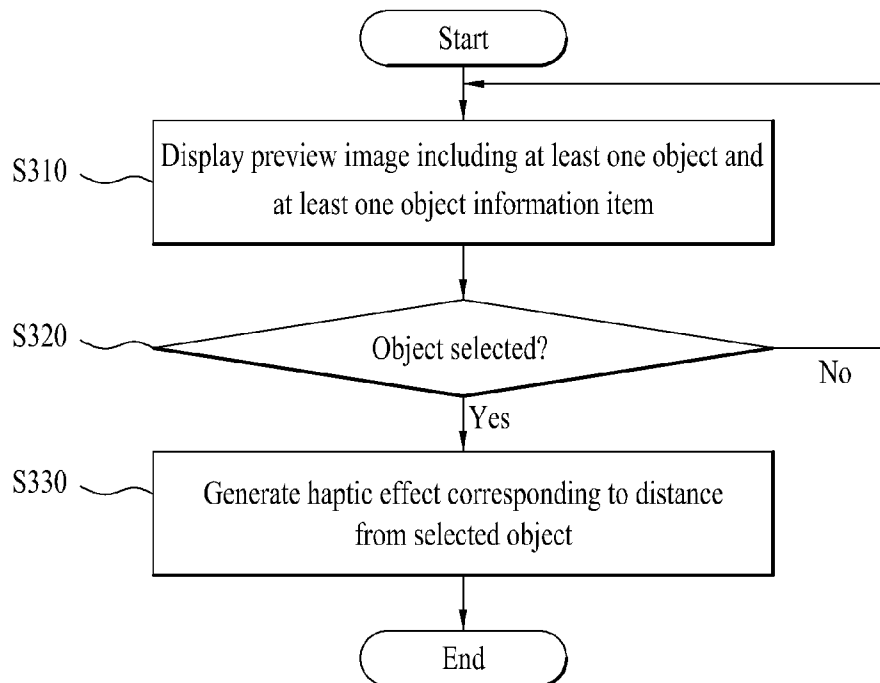 Start
S310
Display preview image including at least one object and
at least one object information item
S320
Object selected?
No
Yes
S330
Generate haptic effect corresponding to distance
from selected object
End